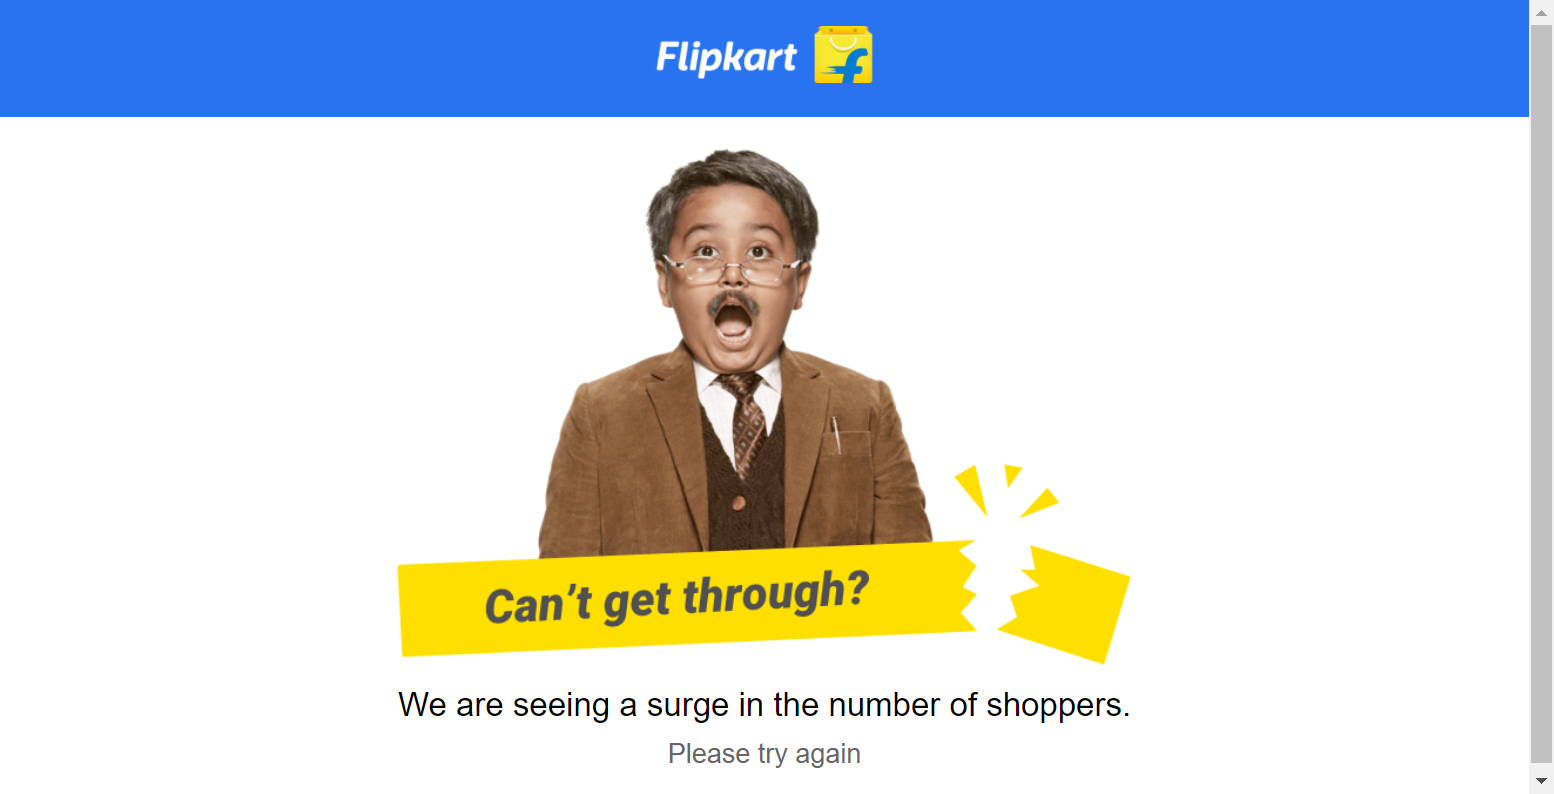 Flipkart
Can't get through?
We are seeing a surge in the number of shoppers.
Please try again